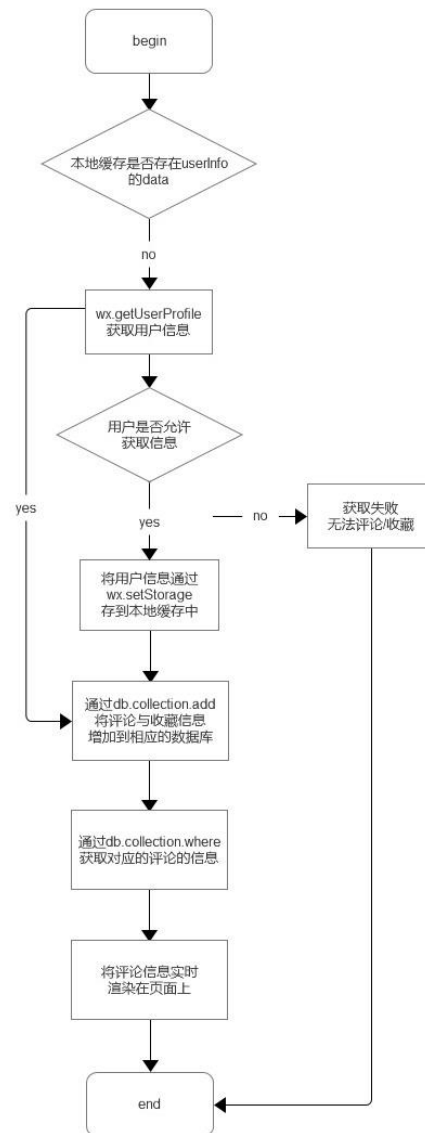 begin
本地缓存是否存在userInfo
的data
no
wx.getUserProfile
获取用户信息
用户是否允许
获取信息
yes
yes
no
获取失败
无法评论/收藏
将用户信息通过
wx.setStorage
存到本地缓存中
通过db.collection.add
将评论与收藏信息
增加到相应的数据库
通过db.collection.where
获取对应的评论的信息
将评论信息实时
渲染在页面上
end